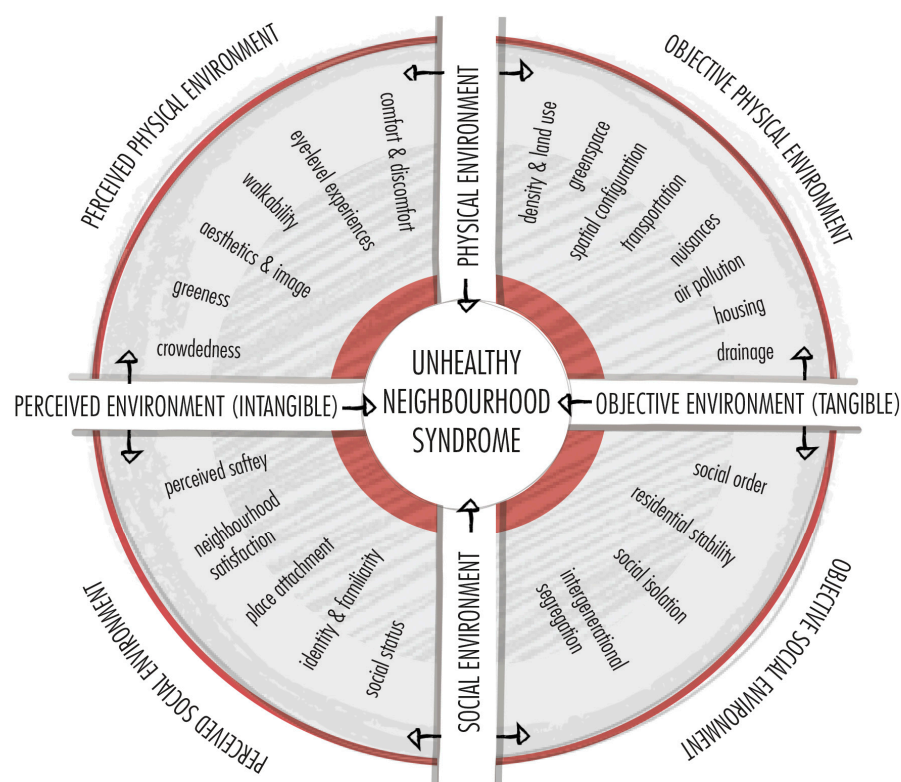 PERCEIVED PHYSICAL ENVIRONMENT
OBJECTIVE PHYSICAL ENVIRONMENT
PHYSICAL ENVIRONMENT
comfort & discomfort
eye-level experiences
walkability
aesthetics & image
greeness
crowdedness
density & land use
greenspace
spatial configuration
transportation
nuisances
air pollution
housing
drainage
UNHEALTHY
NEIGHBOURHOOD
SYNDROME
PERCEIVED ENVIRONMENT (INTANGIBLE)
OBJECTIVE ENVIRONMENT (TANGIBLE)
perceived saftey
neighbourhood
satisfaction
place attachment
identity & familiarity
social status
social order
residential stability
social isolation
intergenerational
segregation
SOCIAL ENVIRONMENT
PERCEIVED SOCIAL ENVIRONMENT
OBJECTIVE SOCIAL ENVIRONMENT